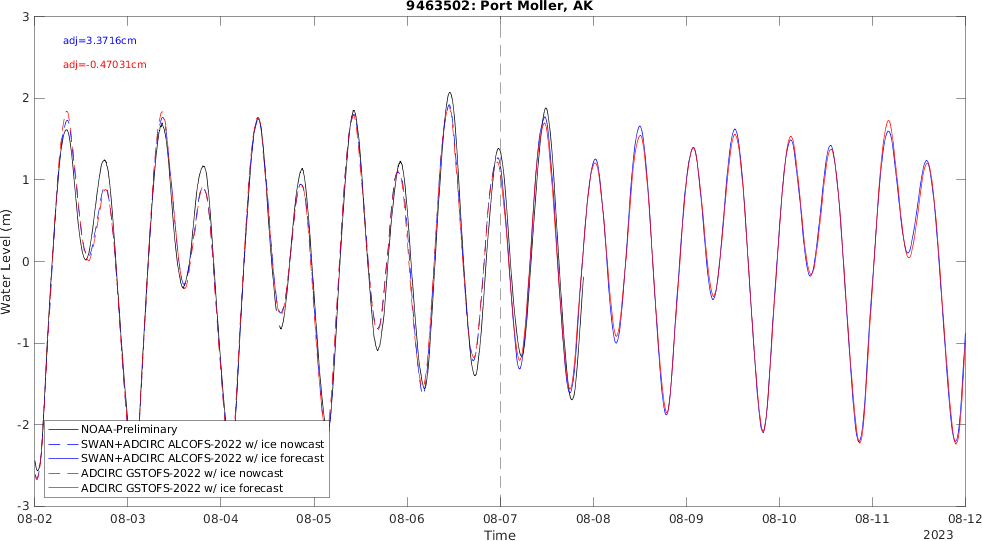 9463502: Port Moller, AK
adj=3.3716cm
adj=-0.47031cm
Water Level (m)
3
2
1
0
-1
-2
-3
NOAA-Preliminary
SWAN+ADCIRC ALCOFS-2022 w/ ice nowcast
SWAN+ADCIRC ALCOFS-2022 w/ ice forecast
ADCIRC GSTOFS-2022 w/ ice nowcast
ADCIRC GSTOFS-2022 w/ ice forecast
08-02 08-03 08-04 08-05 08-06 08-07 08-08 08-09 08-10 08-11 08-12
Time
2023